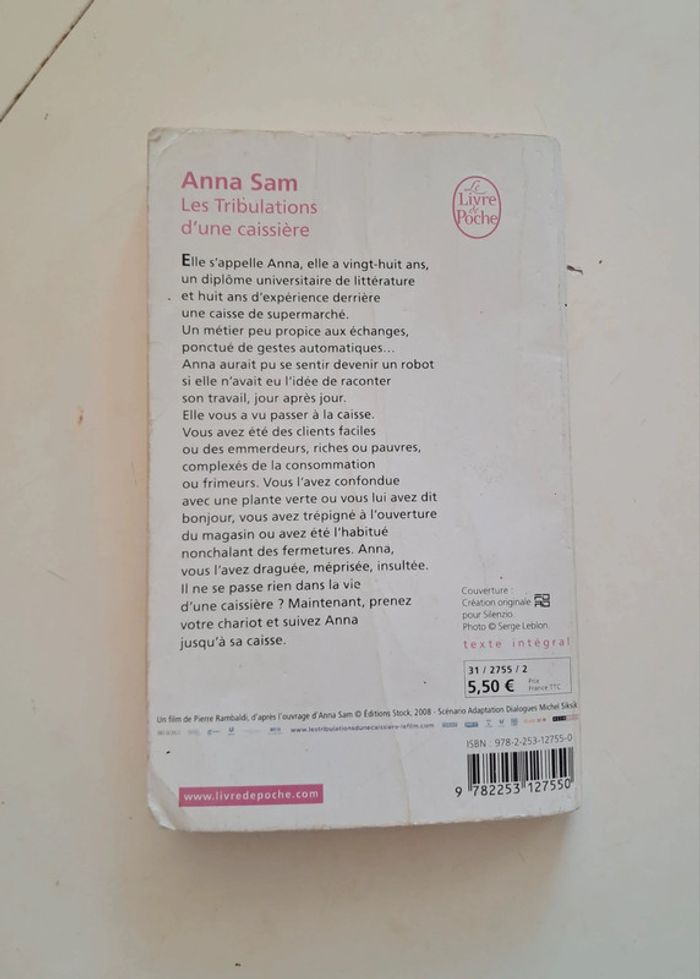 Anna Sam
Les Tribulations
d'une caissière
Le
Livre
de
Poche
Elle s'appelle Anna, elle a vingt-huit ans,
un diplôme universitaire de littérature
et huit ans d'expérience derrière
une caisse de supermarché.
Un métier peu propice aux échanges,
ponctué de gestes automatiques...
Anna aurait pu se sentir devenir un robot
si elle n'avait eu l'idée de raconter
son travail, jour après jour.
Elle vous a vu passer à la caisse.
Vous avez été des clients faciles
ou des emmerdeurs, riches ou pauvres,
complexés de la consommation
ou frimeurs. Vous l'avez confondue
avec une plante verte ou vous lui avez dit
bonjour, vous avez trépigné à l'ouverture
du magasin ou avez été l'habitué
nonchalant des fermetures. Anna,
vous l'avez draguée, méprisée, insultée.
Il ne se passe rien dans la vie
d'une caissière ? Maintenant, prenez
votre chariot et suivez Anna
jusqu'à sa caisse.
Couverture :
Création originale
pour Silenzio.
Photo © Serge Leblon.
texte intégral
31 / 2755 / 2
5,50 € Prix
France TTC
Un film de Pierre Rambaldi, d'après l'ouvrage d'Anna Sam © Éditions Stock, 2008 - Scénario Adaptation Dialogues Michel Siksik
www.lestribulationsdunecaissiere-lefilm.com
ISBN : 978-2-253-12755-0
9 782253 127550
www.livredepoche.com